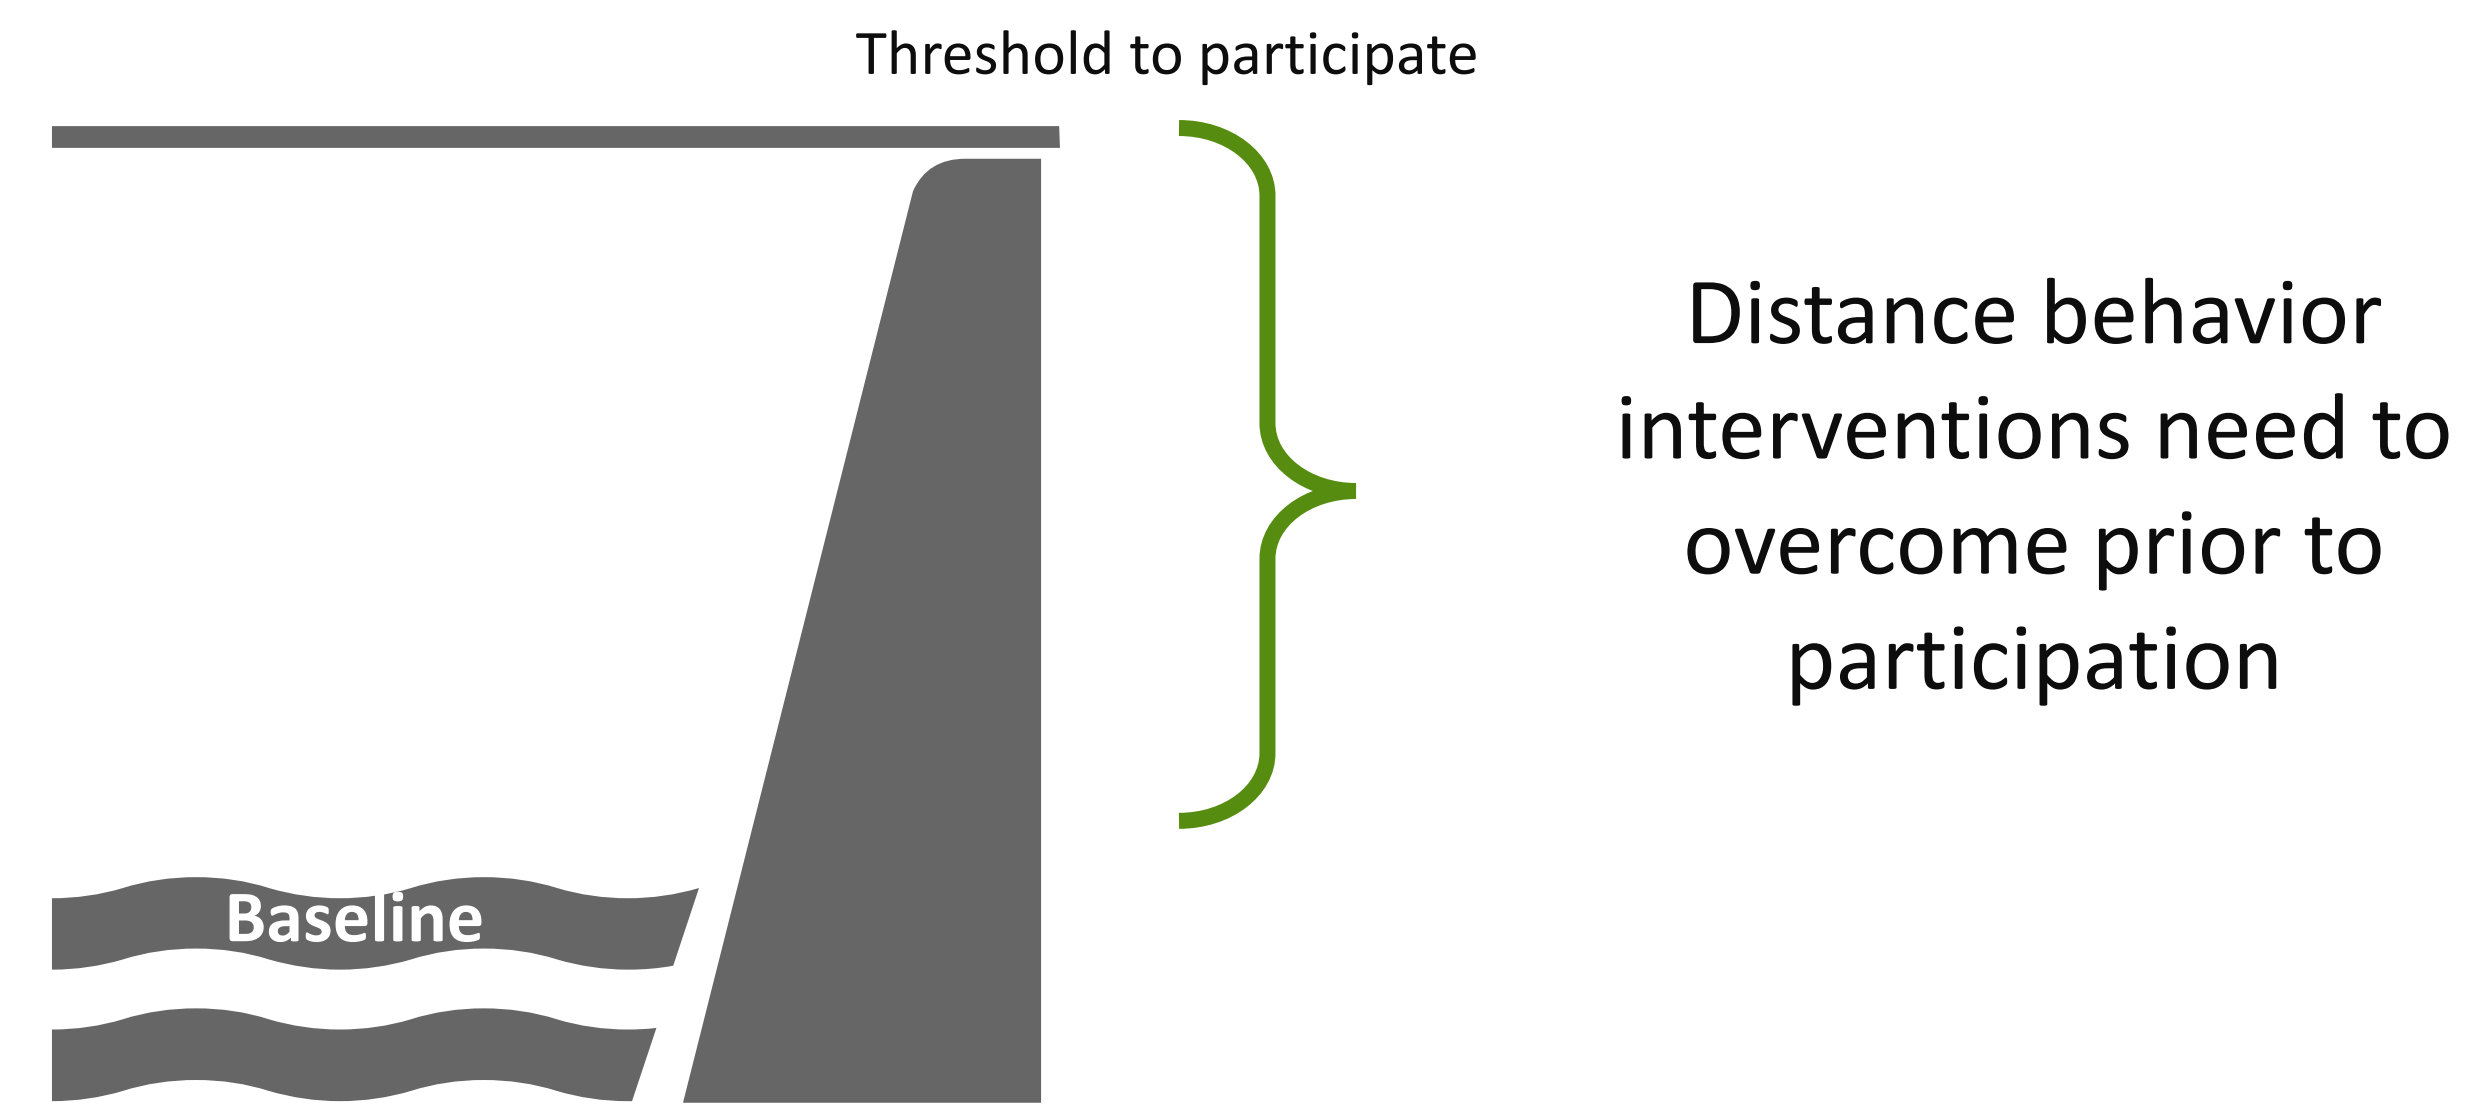 Threshold to participate
Distance behavior
interventions need to
overcome prior to
participation
Baseline